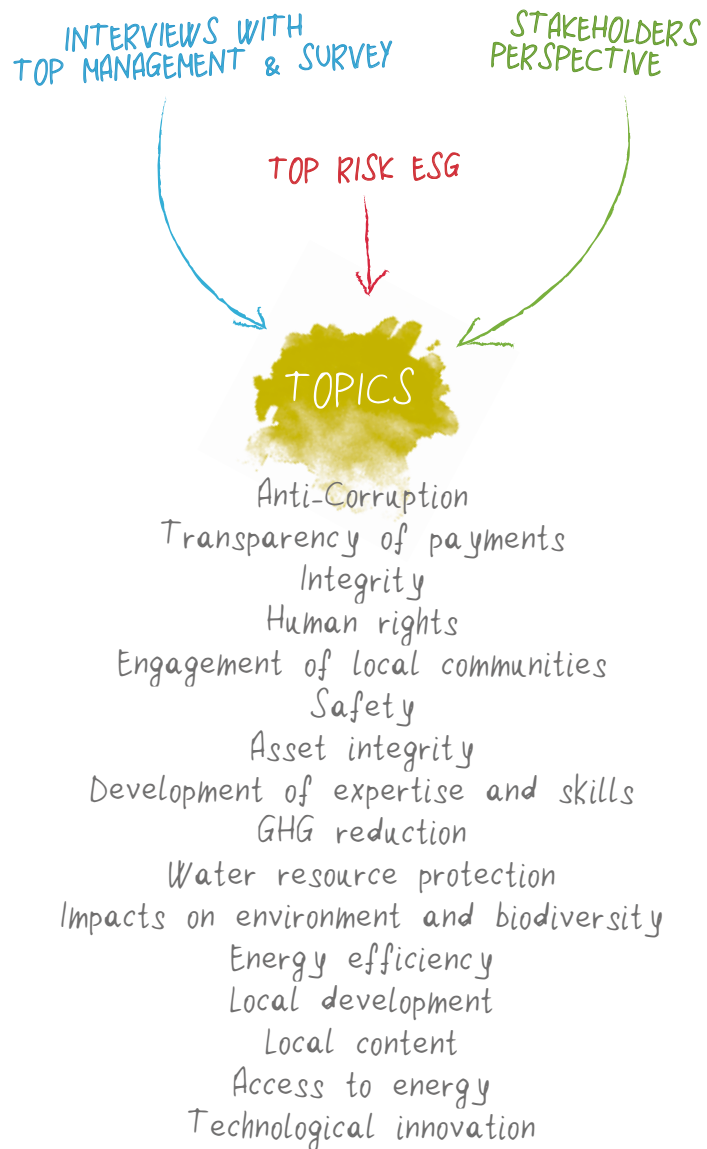 INTERVIEWS WITH
TOP MANAGEMENT & SURVEY
STAKEHOLDERS
PERSPECTIVE
TOP RISK ESG
TOPICS
Anti-Corruption
Transparency of payments
Integrity
Human rights
Engagement of local communities
Safety
Asset integrity
Development of expertise and skills
GHG reduction
Water resource protection
Impacts on environment and biodiversity
Energy efficiency
Local development
Local content
Access to energy
Technological innovation